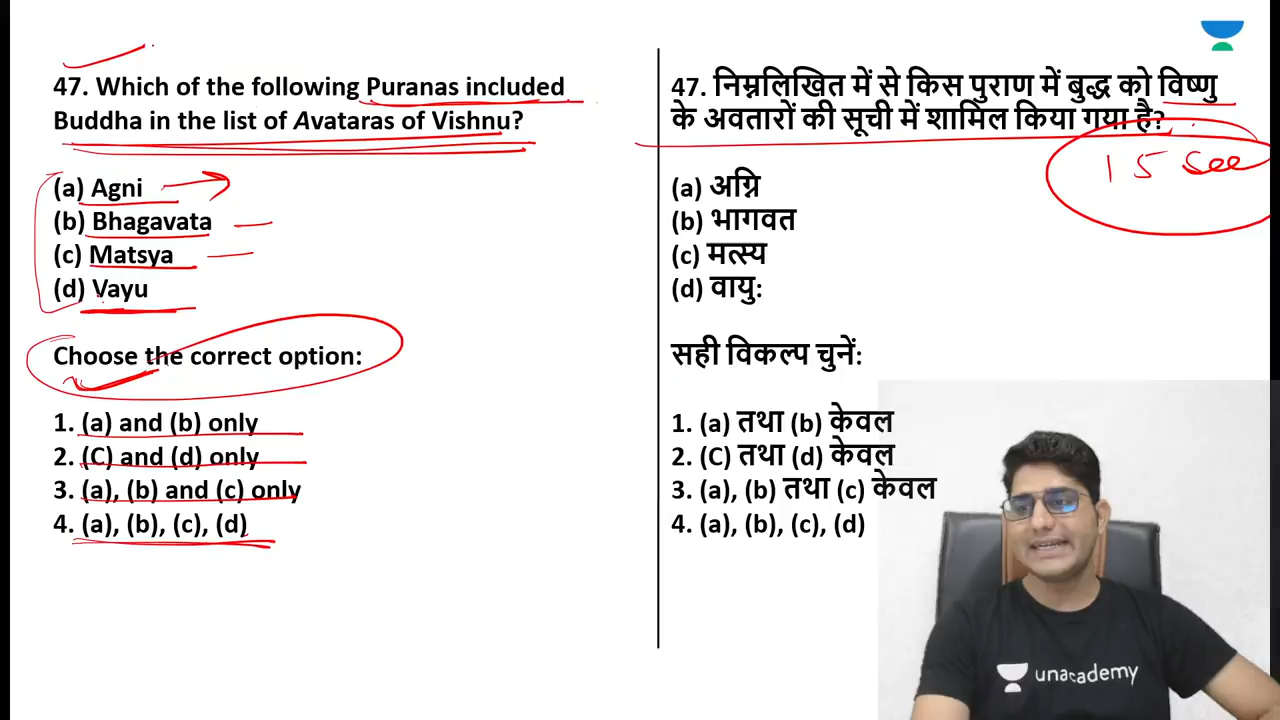 47. Which of the following Puranas included
Buddha in the list of Avataras of Vishnu?
(a) Agni
(b) Bhagavata
(c) Matsya
(d) Vayu
Choose the correct option:
1. (a) and (b) only
2. (C) and (d) only
3. (a), (b) and (c) only
4. (a), (b), (c), (d)
47. निम्नलिखित में से किस पुराण में बुद्ध को विष्णु
के अवतारों की सूची में शामिल किया गया है?
15 See
(a) अग्नि
(b) भागवत
(c) मत्स्य
(d) वायु:
सही विकल्प चुनें:
1. (a) तथा (b) केवल
2. (C) तथा (d) केवल
3. (a), (b) तथा (c) केवल
4. (a), (b), (c), (d)
unacademy